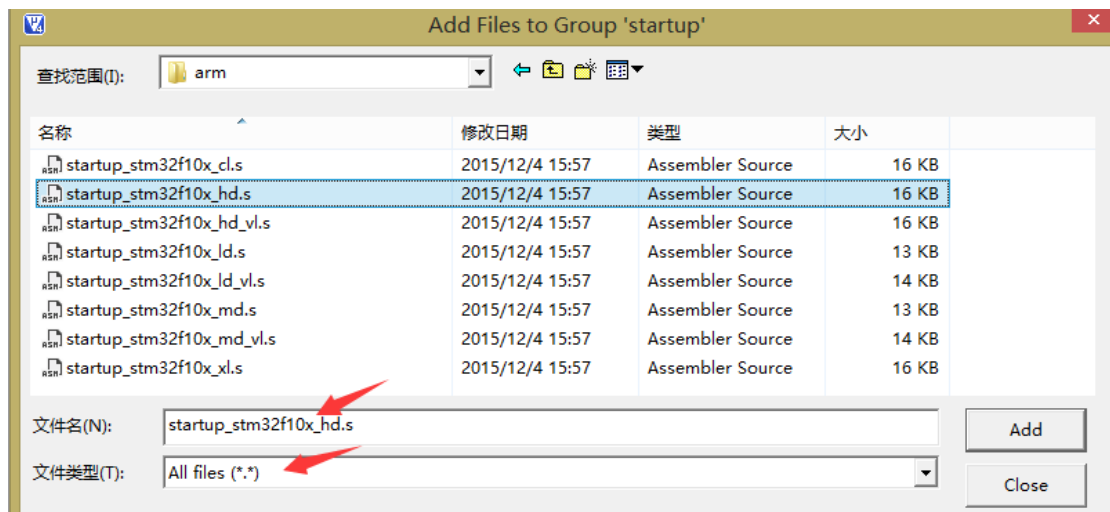 Add Files to Group 'startup'
查找范围(I): arm
名称 修改日期 类型 大小
startup_stm32f10x_cl.s 2015/12/4 15:57 Assembler Source 16 KB
startup_stm32f10x_hd.s 2015/12/4 15:57 Assembler Source 16 KB
startup_stm32f10x_hd_vl.s 2015/12/4 15:57 Assembler Source 16 KB
startup_stm32f10x_ld.s 2015/12/4 15:57 Assembler Source 13 KB
startup_stm32f10x_ld_vl.s 2015/12/4 15:57 Assembler Source 14 KB
startup_stm32f10x_md.s 2015/12/4 15:57 Assembler Source 13 KB
startup_stm32f10x_md_vl.s 2015/12/4 15:57 Assembler Source 14 KB
startup_stm32f10x_xl.s 2015/12/4 15:57 Assembler Source 16 KB
文件名(N): startup_stm32f10x_hd.s Add
文件类型(T): All files (*.*) Close